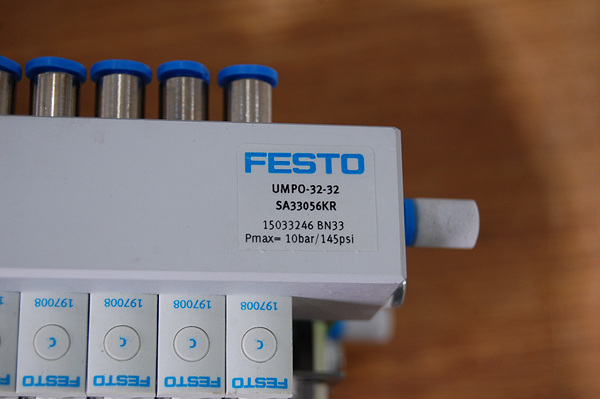 FESTO
UMPO-32-32
SA33056KR
15033246 BN33
Pmax= 10bar/145psi
197008 197008 197008 197008
C C C C
FESTO FESTO FESTO FESTO